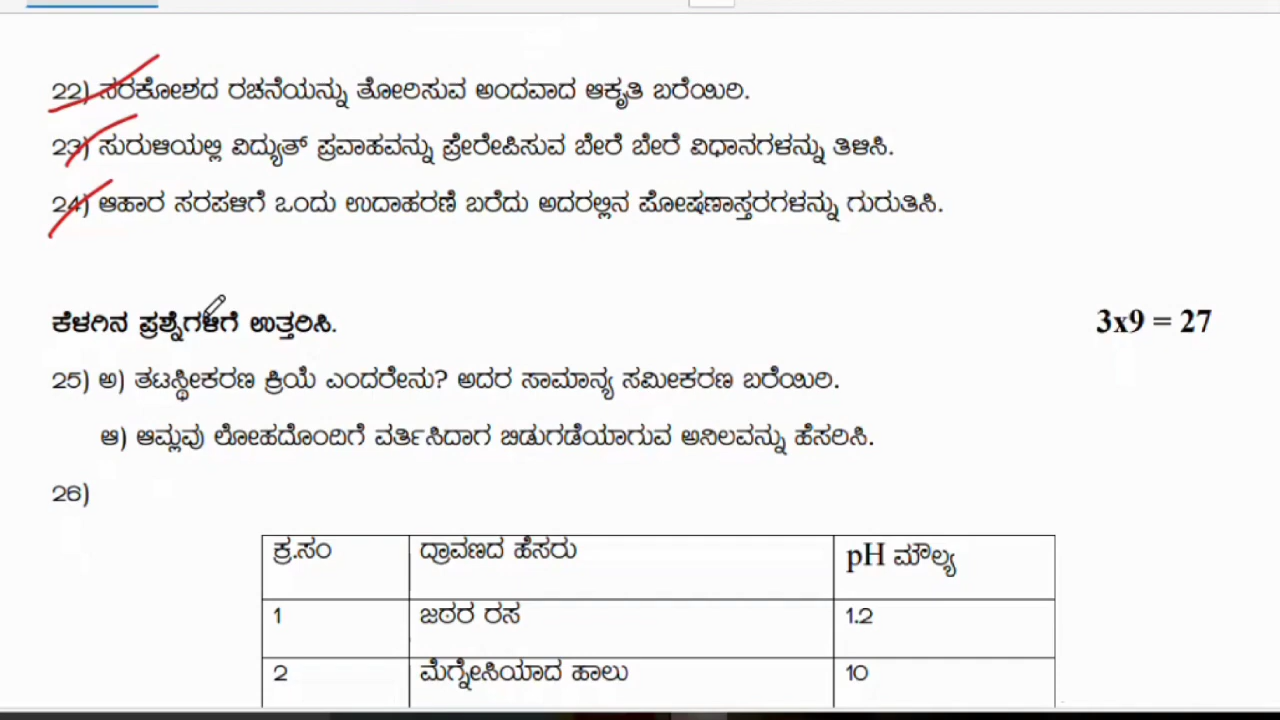 22) ನರಕೋಶದ ರಚನೆಯನ್ನು ತೋರಿಸುವ ಅಂದವಾದ ಆಕೃತಿ ಬರೆಯಿರಿ.
23) ಸುರುಳಿಯಲ್ಲಿ ವಿದ್ಯುತ್ ಪ್ರವಾಹವನ್ನು ಪ್ರೇರೇಪಿಸುವ ಬೇರೆ ಬೇರೆ ವಿಧಾನಗಳನ್ನು ತಿಳಿಸಿ.
24) ಆಹಾರ ಸರಪಳಿಗೆ ಒಂದು ಉದಾಹರಣೆ ಬರೆದು ಅದರಲ್ಲಿನ ಪೋಷಣಾಸ್ತರಗಳನ್ನು ಗುರುತಿಸಿ.
ಕೆಳಗಿನ ಪ್ರಶ್ನೆಗಳಿಗೆ ಉತ್ತರಿಸಿ. 3x9 = 27
25) ಅ) ತಟಸ್ಥೀಕರಣ ಕ್ರಿಯೆ ಎಂದರೇನು? ಅದರ ಸಾಮಾನ್ಯ ಸಮೀಕರಣ ಬರೆಯಿರಿ.
ಆ) ಆಮ್ಲವು ಲೋಹದೊಂದಿಗೆ ವರ್ತಿಸಿದಾಗ ಬಿಡುಗಡೆಯಾಗುವ ಅನಿಲವನ್ನು ಹೆಸರಿಸಿ.
26)
ಕ್ರ.ಸಂ ದ್ರಾವಣದ ಹೆಸರು pH ಮೌಲ್ಯ
1 ಜಠರ ರಸ 1.2
2 ಮೆಗ್ನೇಸಿಯಾದ ಹಾಲು 10